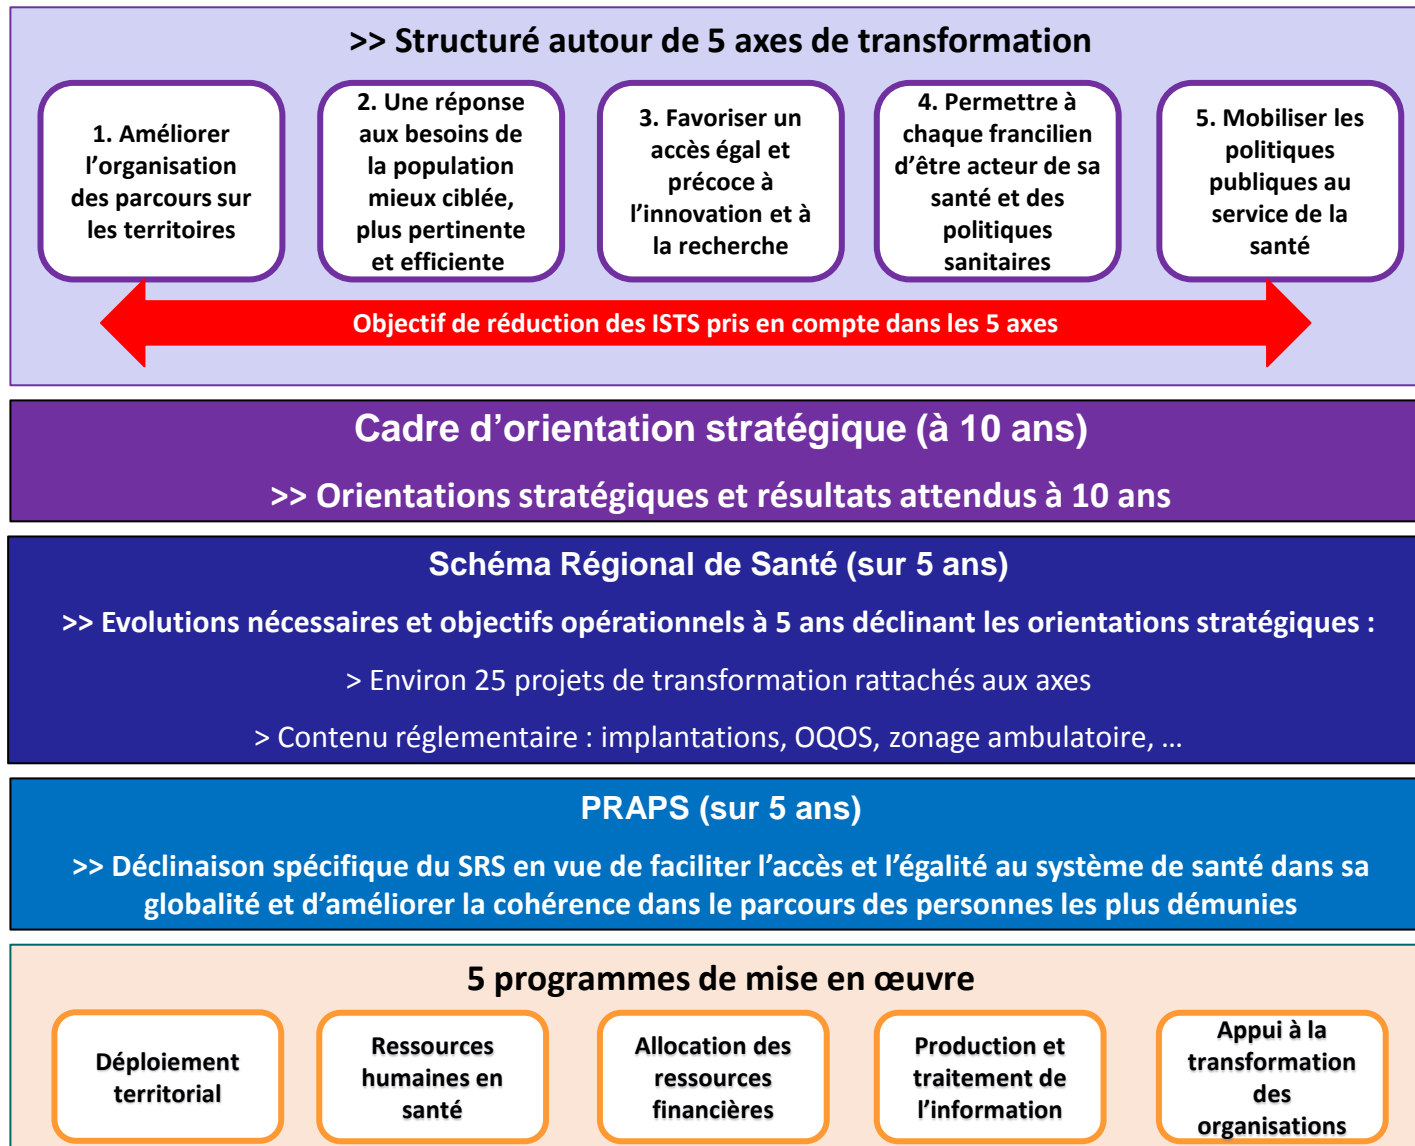 >> Structuré autour de 5 axes de transformation
1. Améliorer
l’organisation
des parcours sur
les territoires
2. Une réponse
aux besoins de
la population
mieux ciblée,
plus pertinente
et efficiente
3. Favoriser un
accès égal et
précoce à
l’innovation et à
la recherche
4. Permettre à
chaque francilien
d’être acteur de sa
santé et des
politiques
sanitaires
5. Mobiliser les
politiques
publiques au
service de la
santé
Objectif de réduction des ISTS pris en compte dans les 5 axes
Cadre d’orientation stratégique (à 10 ans)
>> Orientations stratégiques et résultats attendus à 10 ans
Schéma Régional de Santé (sur 5 ans)
>> Evolutions nécessaires et objectifs opérationnels à 5 ans déclinant les orientations stratégiques :
> Environ 25 projets de transformation rattachés aux axes
> Contenu réglementaire : implantations, OQOS, zonage ambulatoire, …
PRAPS (sur 5 ans)
>> Déclinaison spécifique du SRS en vue de faciliter l’accès et l’égalité au système de santé dans sa
globalité et d’améliorer la cohérence dans le parcours des personnes les plus démunies
5 programmes de mise en œuvre
Déploiement
territorial
Ressources
humaines en
santé
Allocation des
ressources
financières
Production et
traitement de
l’information
Appui à la
transformation
des
organisations